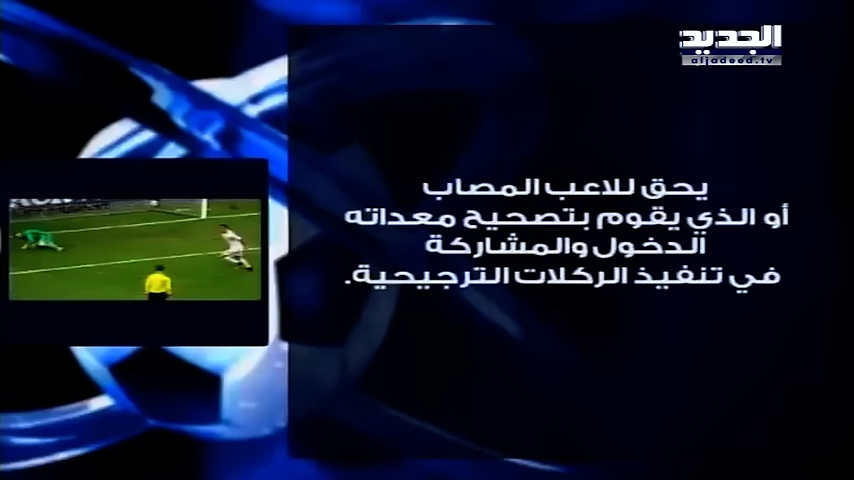 الجديد
aljadeed.tv
يحق للاعب المصاب
أو الذي يقوم بتصحيح معداته
الدخول والمشاركة
في تنفيذ الركلات الترجيحية.